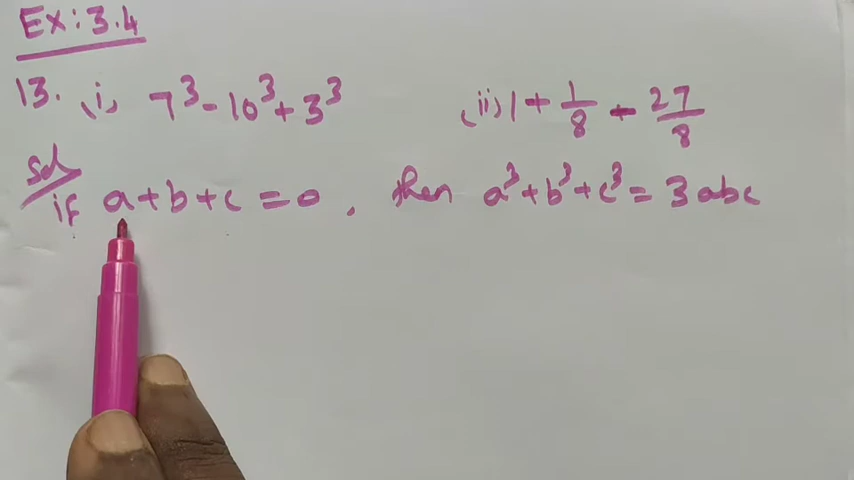 Ex: 3.4
13. (i) 7³ - 10³ + 3³ (ii) 1 + 1/8 - 27/8
Sol
if a + b + c = 0, then a³ + b³ + c³ = 3abc